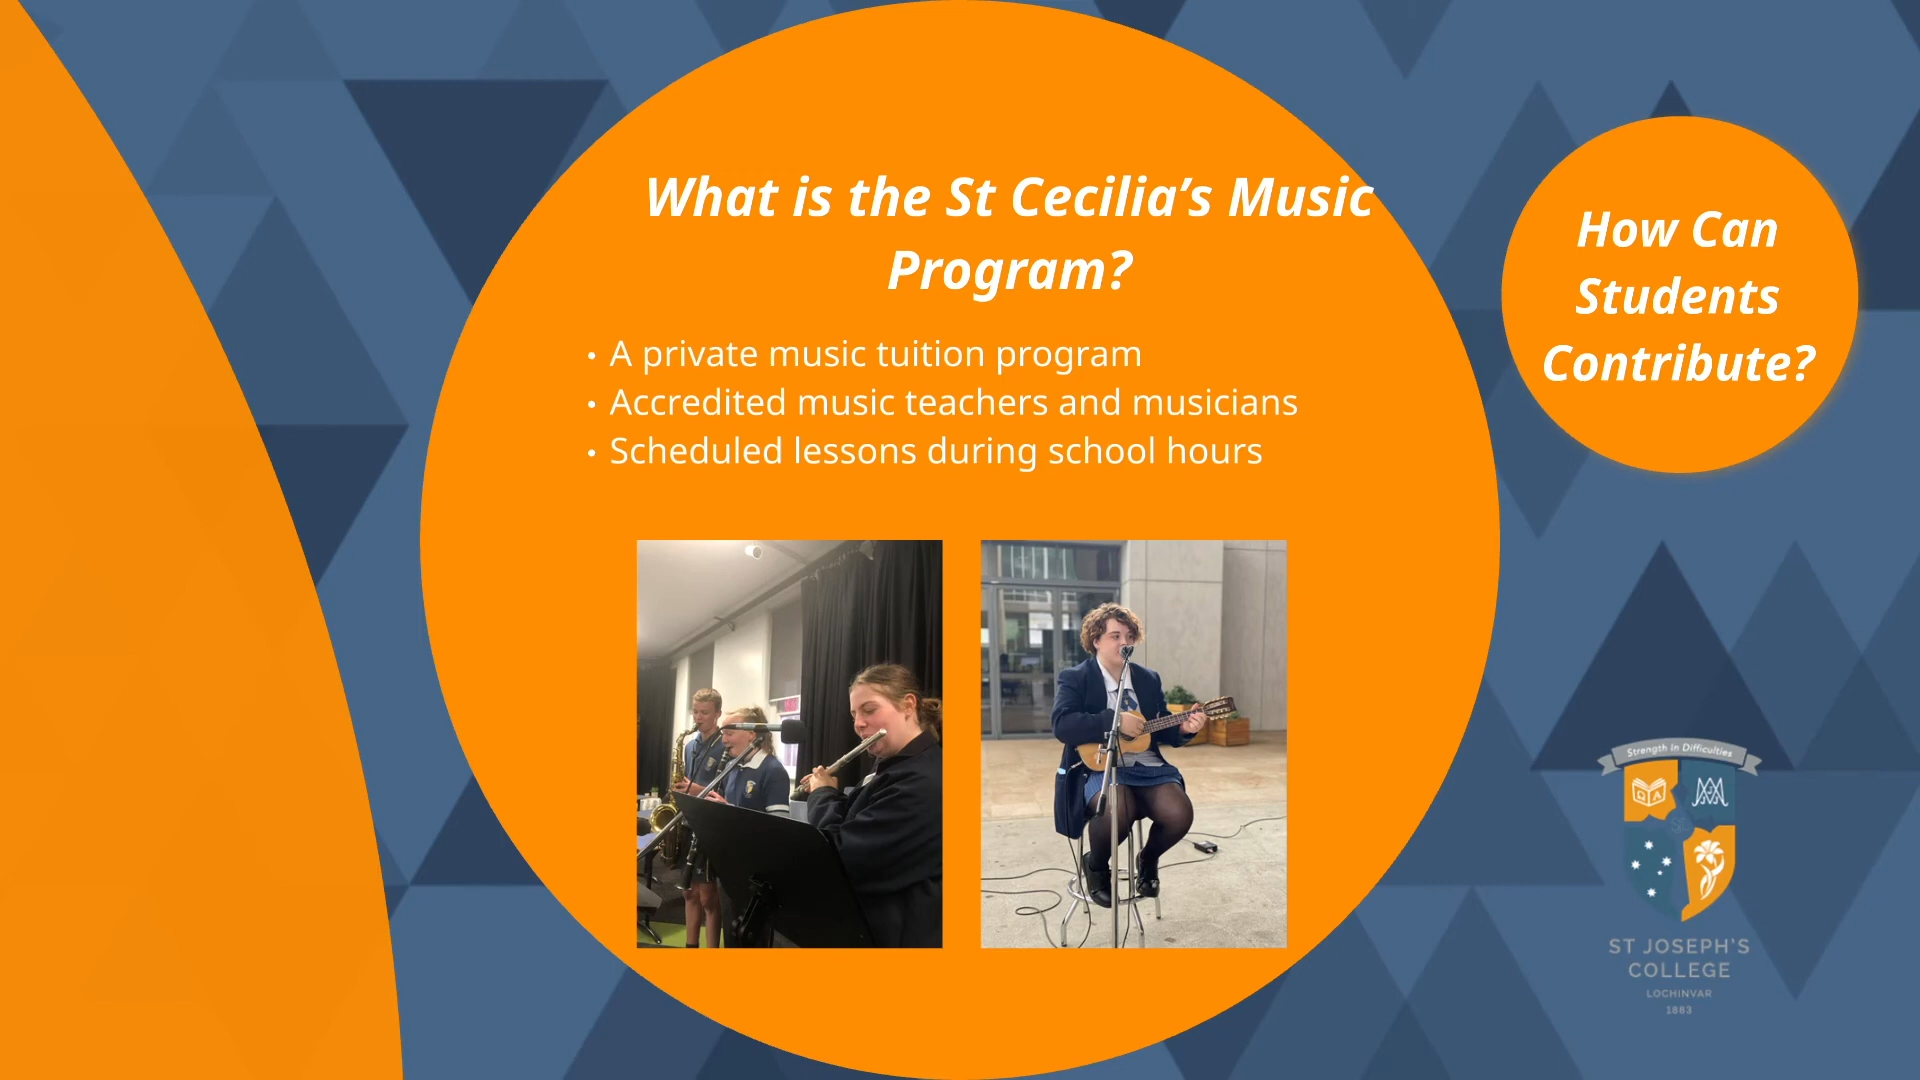 What is the St Cecilia’s Music
Program?
• A private music tuition program
• Accredited music teachers and musicians
• Scheduled lessons during school hours
How Can
Students
Contribute?
Strength In Difficulties
ST JOSEPH'S
COLLEGE
LOCHINVAR
1883